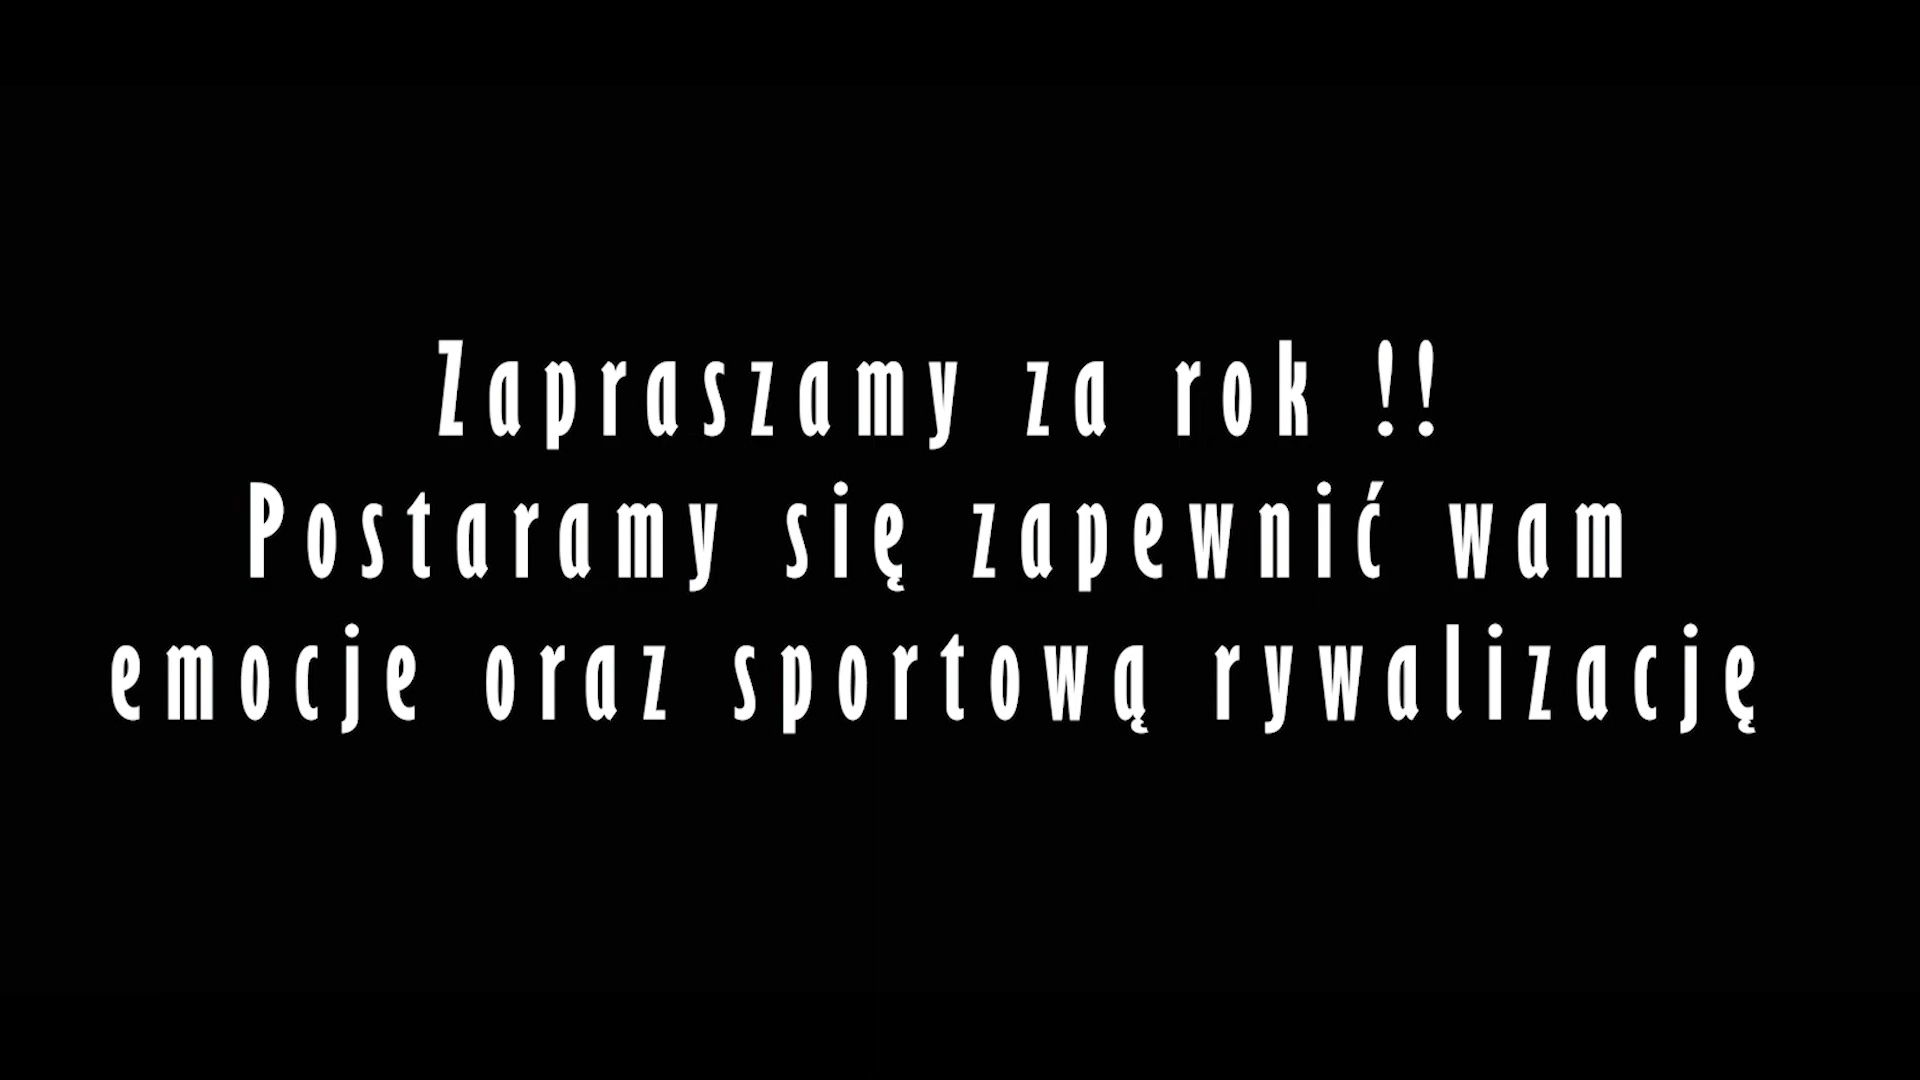 Zapraszamy za rok !!
Postaramy się zapewnić wam
emocje oraz sportową rywalizację